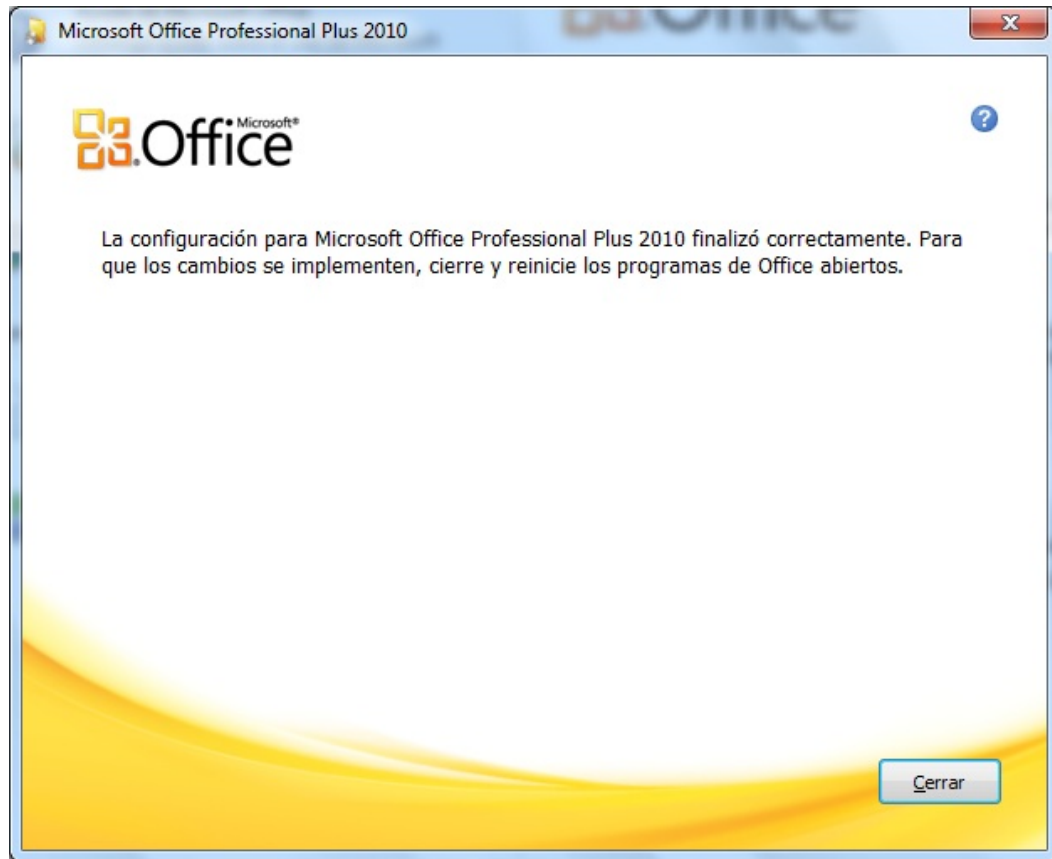 Microsoft Office Professional Plus 2010
X
Microsoft®
Office
?
La configuración para Microsoft Office Professional Plus 2010 finalizó correctamente. Para
que los cambios se implementen, cierre y reinicie los programas de Office abiertos.
Cerrar